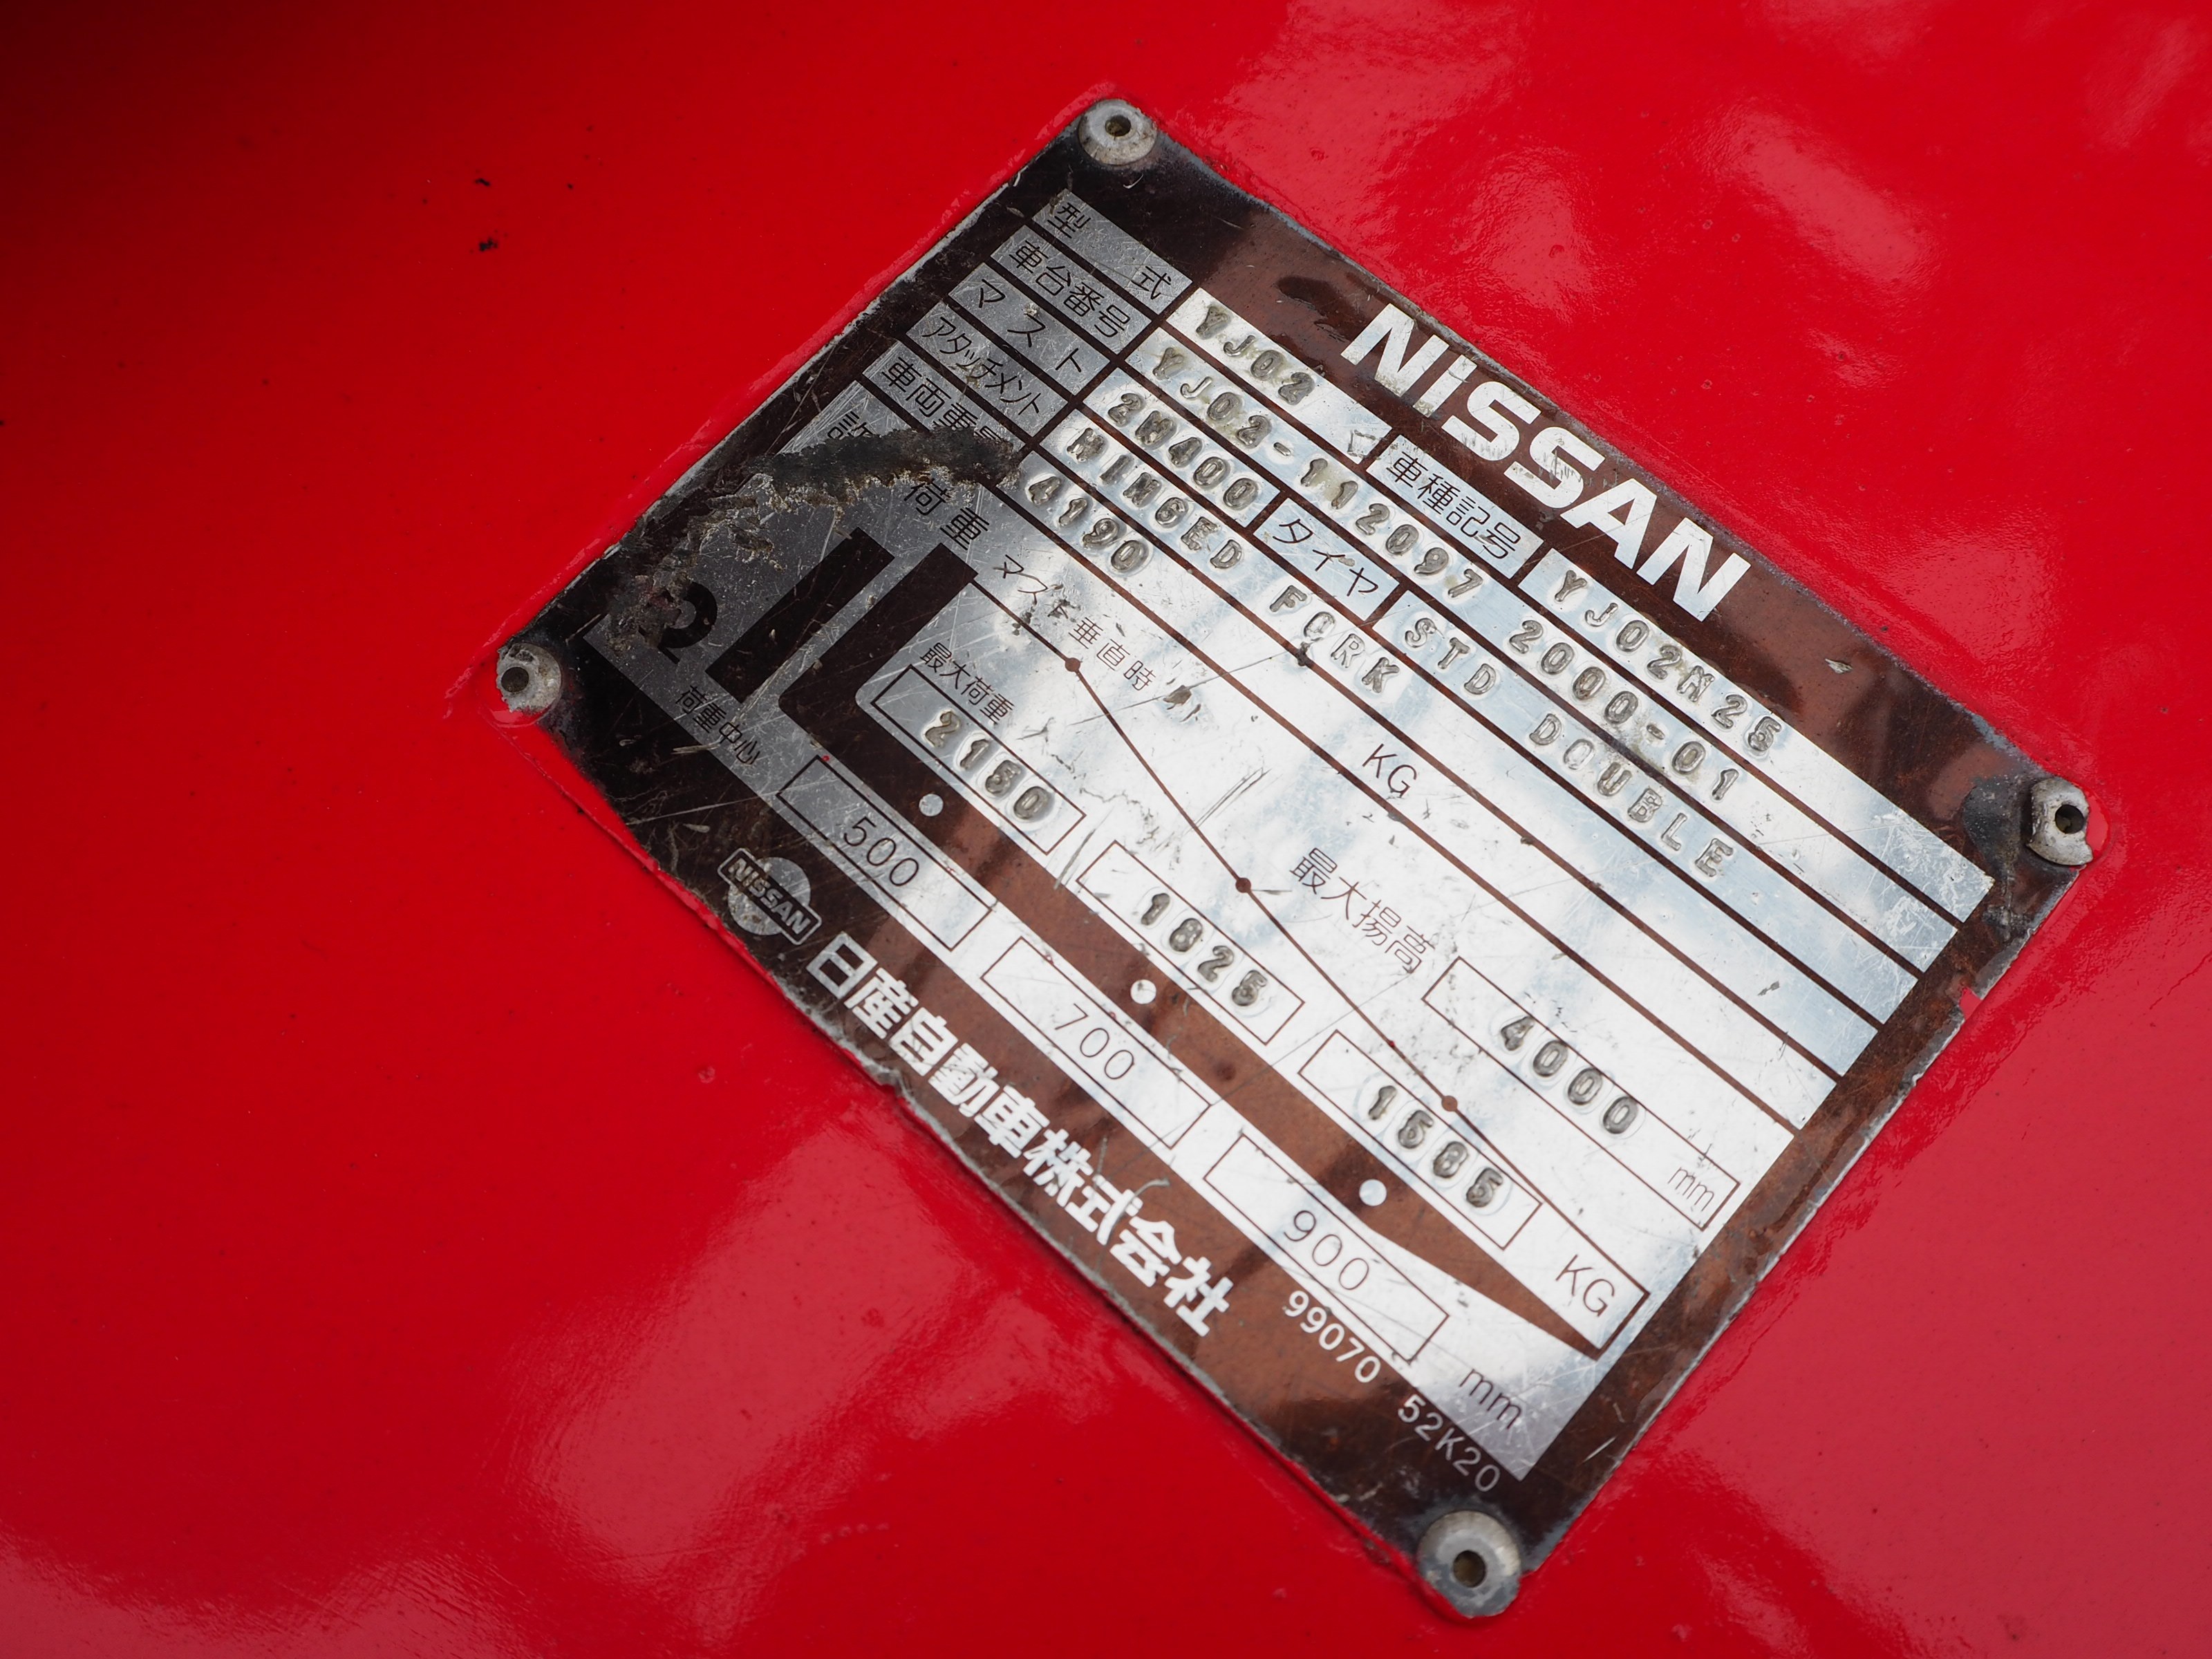 NISSAN
型式 YJ02 車種記号 YJ02M25
車台番号 YJ02-112097 2000-01
マスト 2W400 タイヤ STD DOUBLE
アタッチメント HINGED FORK
車両重量 4190 KG
荷重
マスト垂直時 最大揚高 4000 mm
最大荷重 2150 1825 1585 KG
荷重中心 500 700 900 mm
NISSAN 日産自動車株式会社 99070 52K20